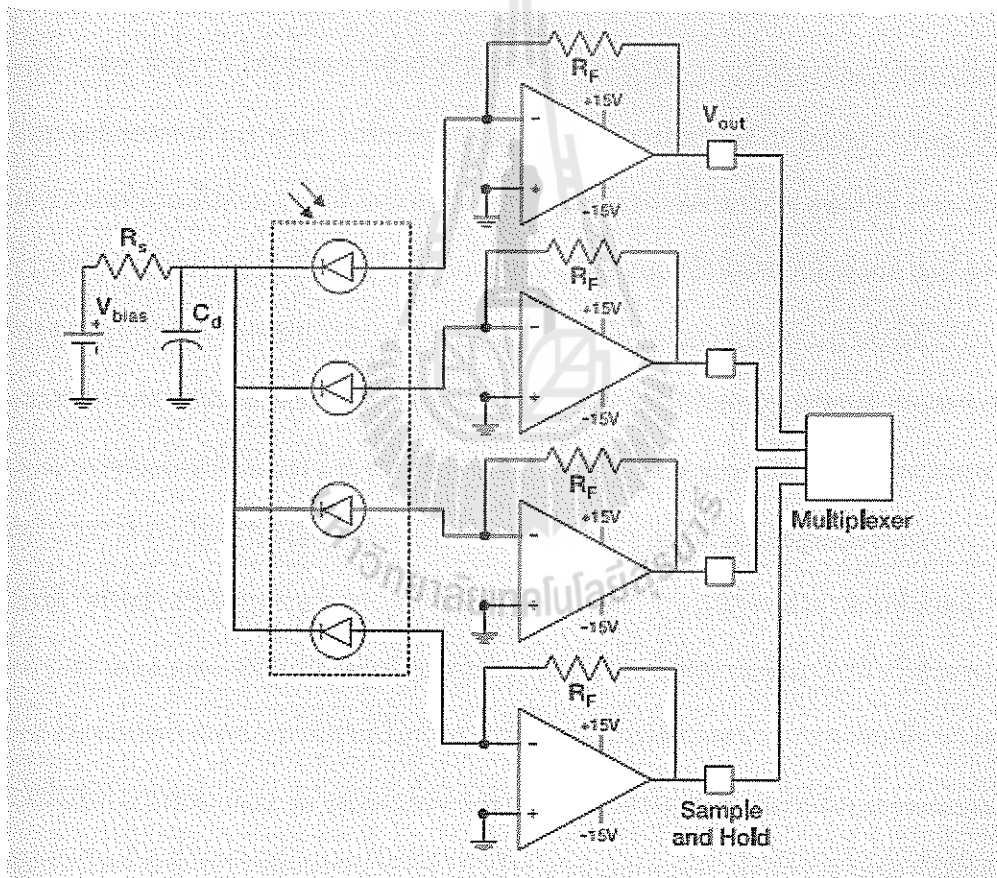 R_F
+15V
V_out
-15V
R_s
V_bias
+
C_d
R_F
+15V
-15V
R_F
+15V
-15V
Multiplexer
R_F
+15V
-15V
Sample
and Hold